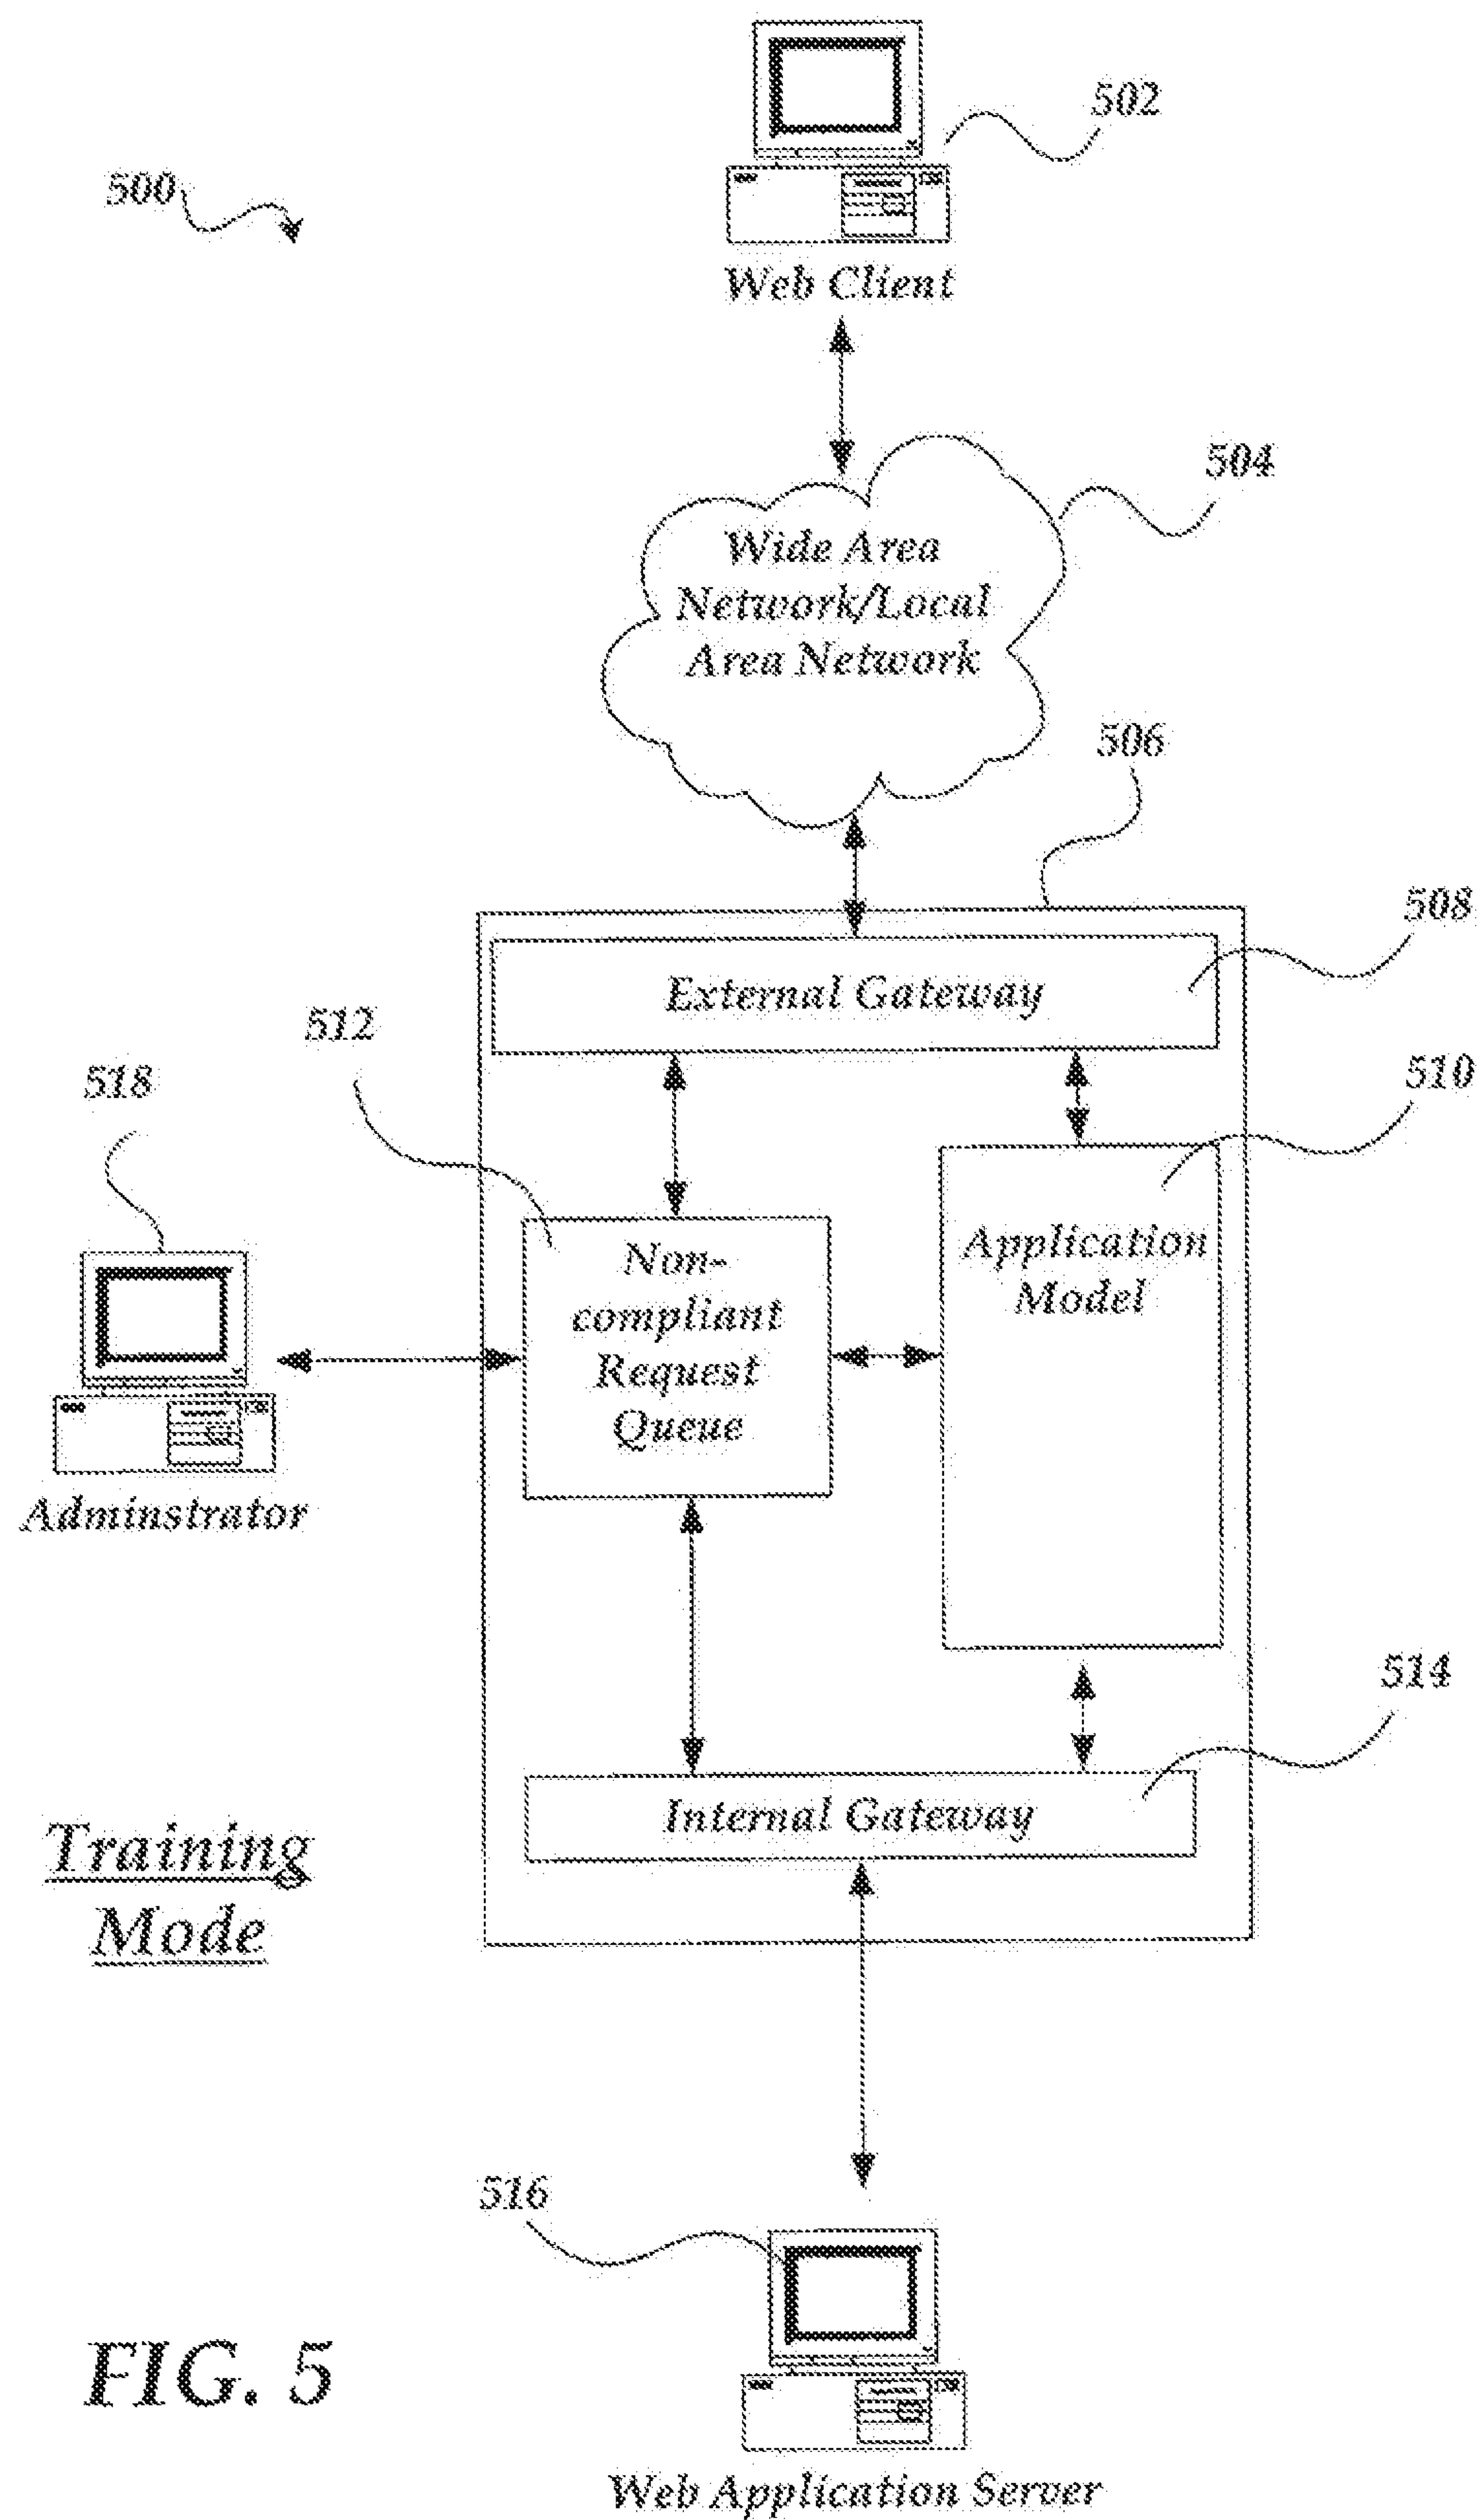 502
500
Web Client
504
Wide Area
Network/Local
Area Network
506
508
External Gateway
512
518
510
Non-
compliant
Request
Queue
Application
Model
Adminstrator
514
Internal Gateway
Training
Mode
516
FIG. 5
Web Application Server